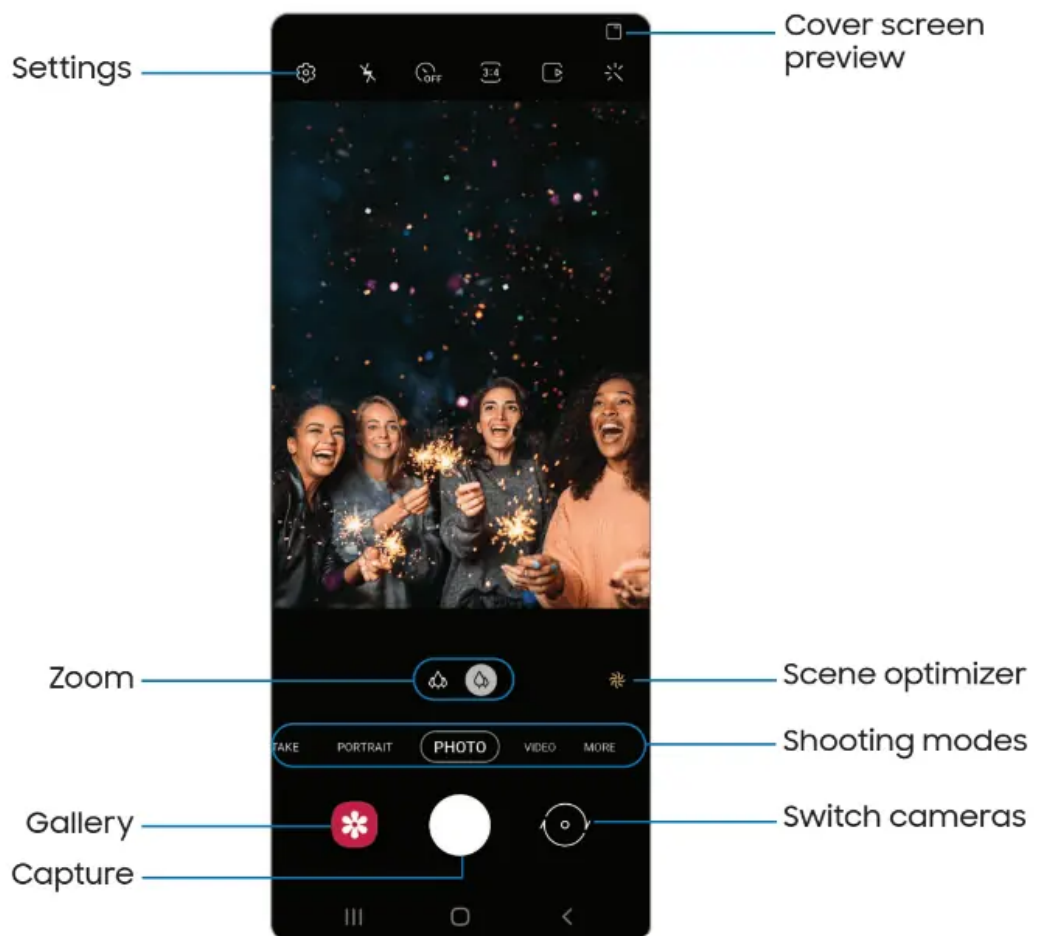 Cover screen
preview
Settings
OFF
3:4
Zoom
Scene optimizer
TAKE PORTRAIT PHOTO VIDEO MORE
Shooting modes
Gallery
Switch cameras
Capture